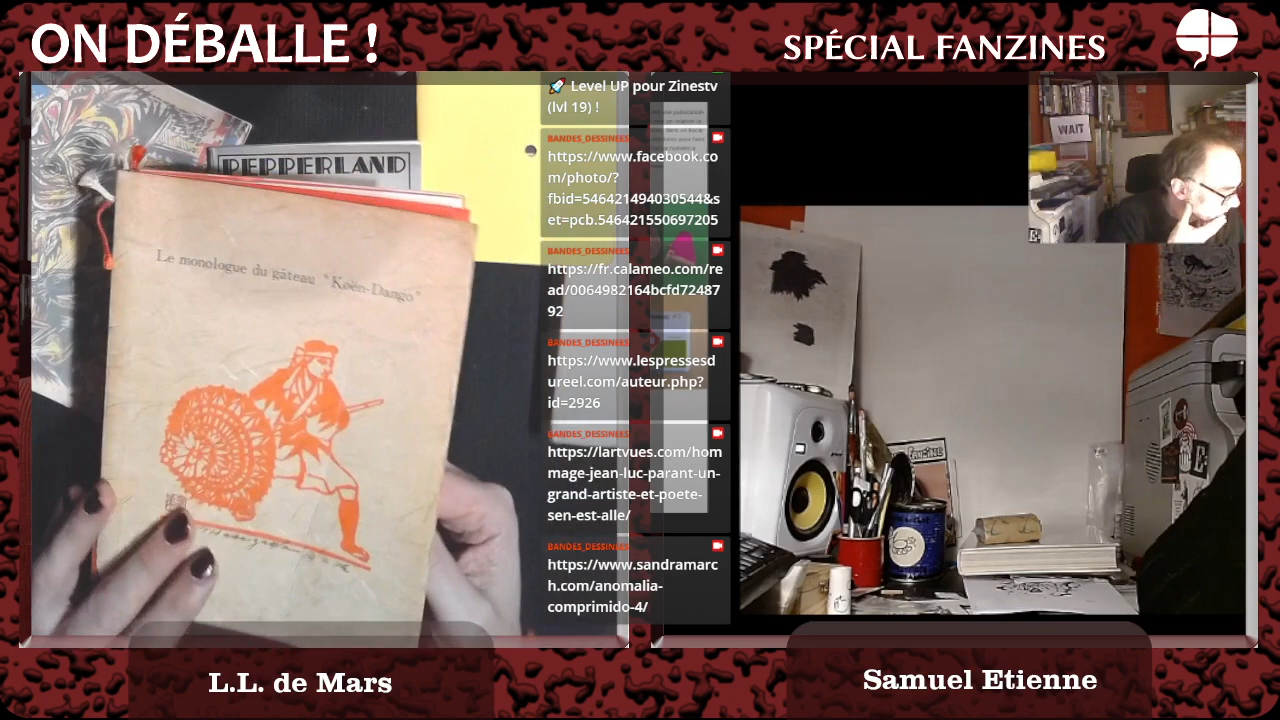 ON DÉBALLE !
SPÉCIAL FANZINES
PEPPERLAND
Le monologue du gâteau "Koën-Dango"
🚀 Level UP pour Zinestv
(lvl 19) !
BANDES_DESSINEES
https://www.facebook.co
m/photo/?
fbid=546421494030544&s
et=pcb.546421550697205
BANDES_DESSINEES
https://fr.calameo.com/re
ad/0064982164bcfd72487
92
BANDES_DESSINEES
https://www.lespressesd
ureel.com/auteur.php?
id=2926
BANDES_DESSINEES
https://lartvues.com/hom
mage-jean-luc-parant-un-
grand-artiste-et-poete-
sen-est-alle/
BANDES_DESSINEES
https://www.sandramarc
h.com/anomalia-
comprimido-4/
WAIT
L.L. de Mars
Samuel Etienne